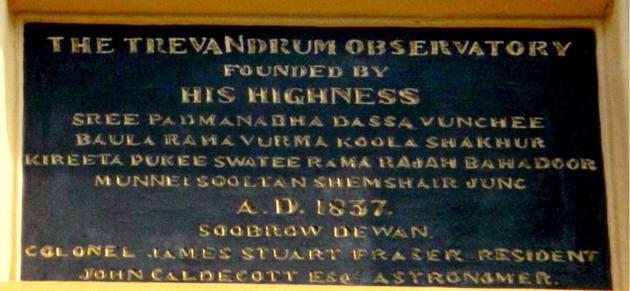 THE TREVANDRUM OBSERVATORY
FOUNDED BY
HIS HIGHNESS
SREE PADMANABHA DASSA VUNCHEE
BAULA RAMA VURMA KOOLA SHAKHUR
KIREETA PUKEE SWATEE RAMA RAJAH BAHADOOR
MUNNEI SOOLTAN SHEMSHAIR JUNG
A.D. 1837.
SOOBROW DEWAN.
COLONEL JAMES STUART FRASER RESIDENT
JOHN CALDECOTT ESQ ASTRONOMER.